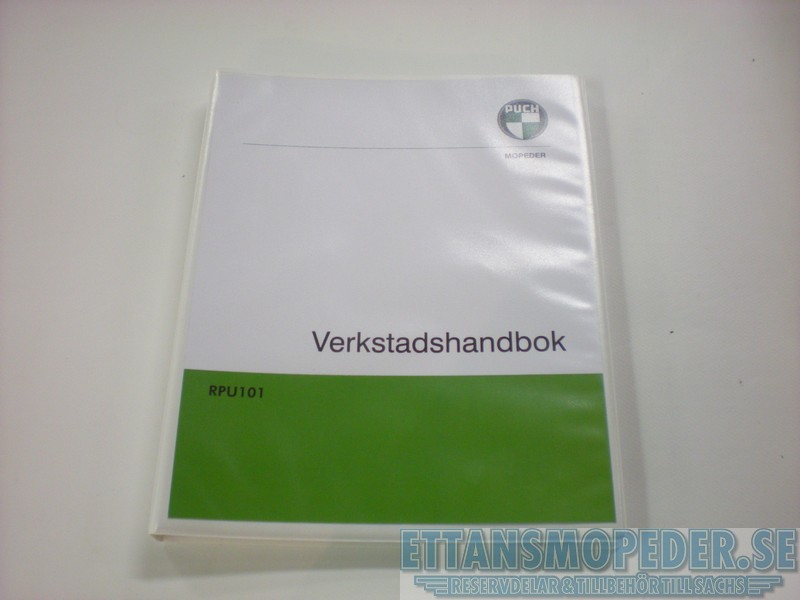 PUCH
MOPEDER
Verkstadshandbok
RPU101
ETTANSMOPEDER.SE
RESERVDELAR & TILLBEHÖR TILL SACHS